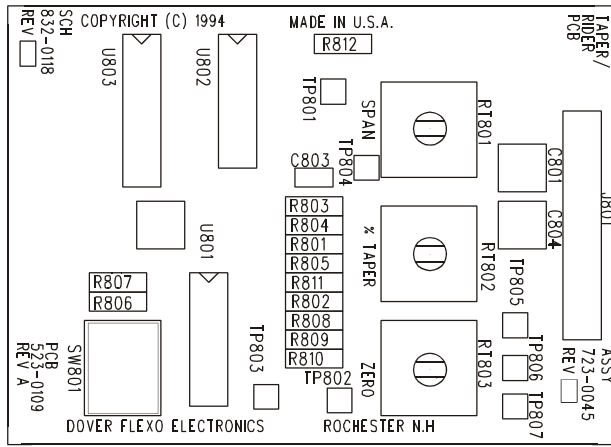 SCH
832-0118
REV
COPYRIGHT (C) 1994
MADE IN U.S.A.
TAPER/
RIDER
PCB
R812
U803
U802
TP801
SPAN
RT801
TP804
C803
C801
J801
R803
R804
R801
R805
R811
R802
R808
R809
R810
U801
% TAPER
RT802
C804
TP805
R807
R806
SW801
TP803
TP802
ZERO
RT803
TP806
TP807
PCB
523-0109
REV A
ASSY
723-0045
REV
DOVER FLEXO ELECTRONICS
ROCHESTER N.H